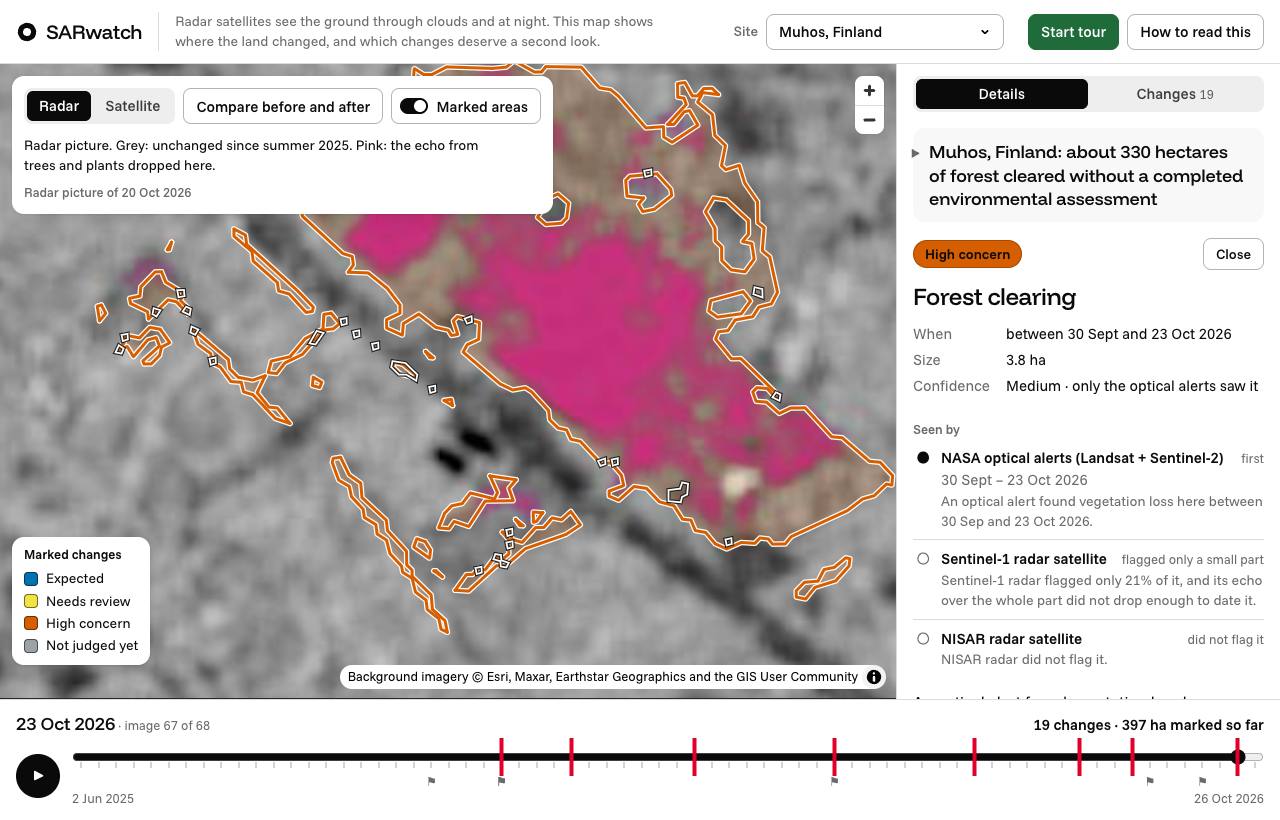 SARwatch
Radar satellites see the ground through clouds and at night. This map shows
where the land changed, and which changes deserve a second look.
Site
Muhos, Finland
Start tour
How to read this
Radar
Satellite
Compare before and after
Marked areas
Radar picture. Grey: unchanged since summer 2025. Pink: the echo from
trees and plants dropped here.
Radar picture of 20 Oct 2026
+
−
Marked changes
Expected
Needs review
High concern
Not judged yet
Background imagery © Esri, Maxar, Earthstar Geographics and the GIS User Community
Details
Changes 19
Muhos, Finland: about 330 hectares
of forest cleared without a completed
environmental assessment
High concern
Close
Forest clearing
When between 30 Sept and 23 Oct 2026
Size 3.8 ha
Confidence Medium · only the optical alerts saw it
Seen by
NASA optical alerts (Landsat + Sentinel-2) first
30 Sept – 23 Oct 2026
An optical alert found vegetation loss here between
30 Sep and 23 Oct 2026.
Sentinel-1 radar satellite flagged only a small part
Sentinel-1 radar flagged only 21% of it, and its echo
over the whole part did not drop enough to date it.
NISAR radar satellite did not flag it
NISAR radar did not flag it.
23 Oct 2026 · image 67 of 68
19 changes · 397 ha marked so far
2 Jun 2025
26 Oct 2026